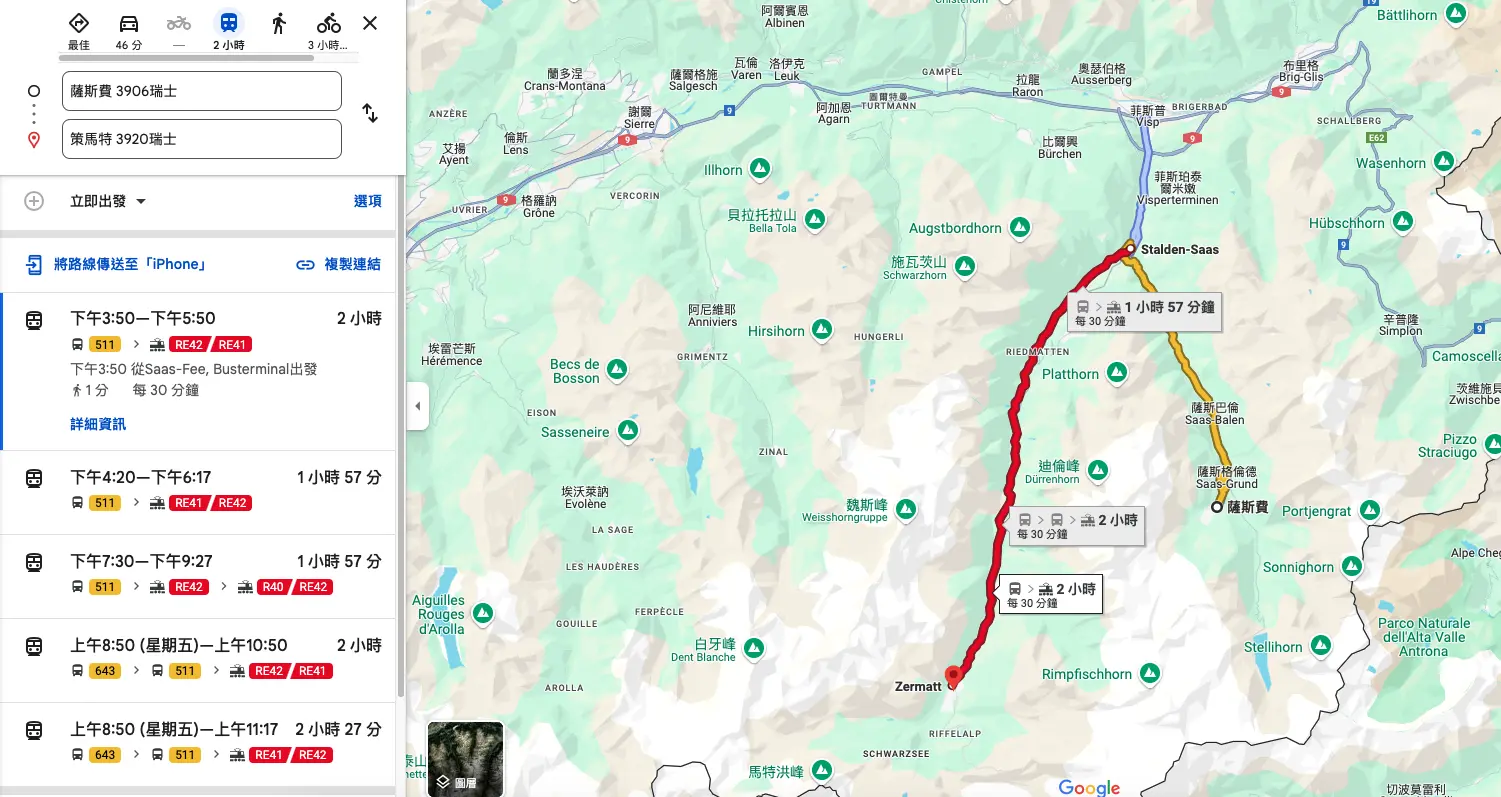 最佳
46 分
—
2 小時
3 小時...
薩斯費 3906瑞士
策馬特 3920瑞士
立即出發
選項
將路線傳送至「iPhone」
複製連結
下午3:50—下午5:50
2 小時
511
RE42 / RE41
下午3:50 從Saas-Fee, Busterminal出發
1 分
每 30 分鐘
詳細資訊
下午4:20—下午6:17
1 小時 57 分
511
RE41 / RE42
下午7:30—下午9:27
1 小時 57 分
511
RE42
R40 / RE42
上午8:50 (星期五)—上午10:50
2 小時
643
511
RE42 / RE41
上午8:50 (星期五)—上午11:17
2 小時 27 分
643
511
RE41 / RE42
阿爾賓恩
Albinen
Bättlihorn
19
瓦倫
Varen
洛伊克
Leuk
蘭多涅
Crans-Montana
薩爾格施
Salgesch
GAMPEL
拉龍
Raron
奧瑟伯格
Ausserberg
布里格
Brig-Glis
9
ANZÈRE
謝爾
Sierre
9
阿加恩
Agarn
圖爾特曼
TURTMANN
菲斯普
Visp
BRIGERBAD
SCHALLBERG
E62
9
倫斯
Lens
艾揚
Ayent
9
比爾興
Bürchen
Wasenhorn
Illhorn
菲斯珀泰
爾米嫩
Visperterminen
VERCORIN
9
UVRIER
格羅訥
Grône
貝拉托拉山
Bella Tola
Augstbordhorn
Hübschhorn
9
Stalden-Saas
施瓦茨山
Schwarzhorn
1 小時 57 分鐘
每 30 分鐘
阿尼維耶
Anniviers
Hirsihorn
HUNGERLI
辛普隆
Simplon
9
埃雷芒斯
Hérémence
GRIMENTZ
RIEDMATTEN
Camoscella
Becs de
Bosson
Platthorn
茨維施貝
Zwischbe
EISON
薩斯巴倫
Saas-Balen
Sasseneire
Pizzo
Straciugo
ZINAL
迪倫峰
Dürrenhorn
薩斯格倫德
Saas-Grund
埃沃萊訥
Evolène
魏斯峰
Weisshorngruppe
薩斯費
Portjengrat
2 小時
每 30 分鐘
LA SAGE
LES HAUDÈRES
Alpe Cheg
Sonnighorn
2 小時
每 30 分鐘
Aiguilles
Rouges
d'Arolla
FERPÈCLE
GOUILLE
白牙峰
Dent Blanche
Stellihorn
Parco Naturale
dell'Alta Valle
Antrona
Rimpfischhorn
AROLLA
Zermatt
RIFFELALP
SCHWARZSEE
泰山
圖層
馬特洪峰
Google
切波莫雷利